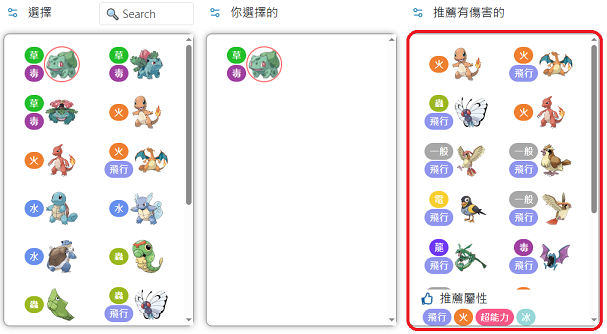 選擇
Search
你選擇的
推薦有傷害的
草
毒
草
毒
草
毒
火
火
火
飛行
水
水
水
蟲
蟲
蟲
飛行
草
毒
火
火
飛行
蟲
飛行
火
一般
飛行
一般
飛行
電
飛行
一般
飛行
龍
飛行
毒
飛行
推薦屬性
飛行 火 超能力 冰